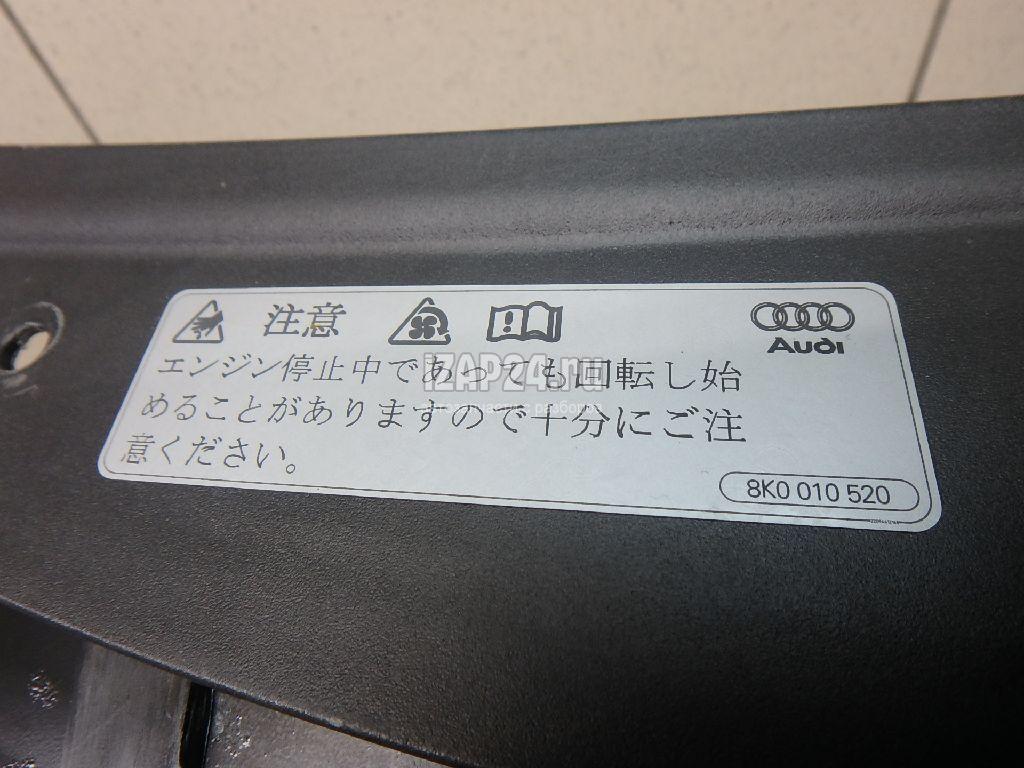 注意
Audi
エンジン停止中であっても回転し始
めることがありますので十分にご注
意ください。
8K0 010 520
iZAP24.ru